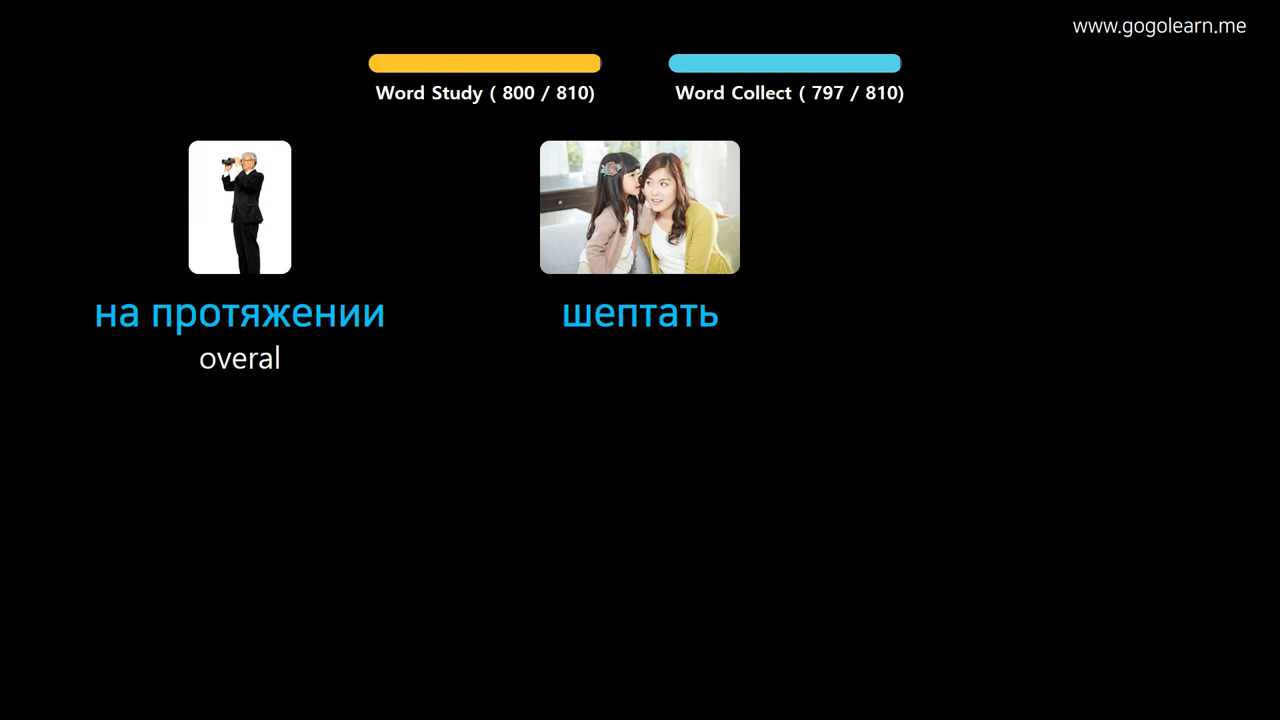 www.gogolearn.me
Word Study ( 800 / 810)
Word Collect ( 797 / 810)
на протяжении
overal
шептать